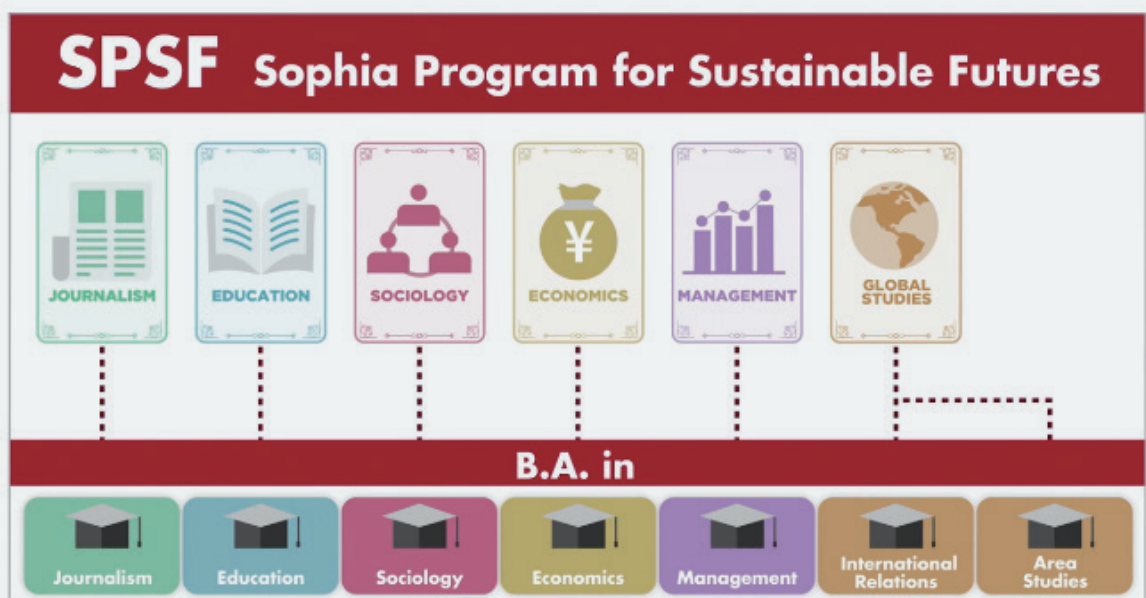 SPSF Sophia Program for Sustainable Futures
JOURNALISM
EDUCATION
SOCIOLOGY
¥
ECONOMICS
MANAGEMENT
GLOBAL
STUDIES
B.A. in
Journalism
Education
Sociology
Economics
Management
International
Relations
Area
Studies